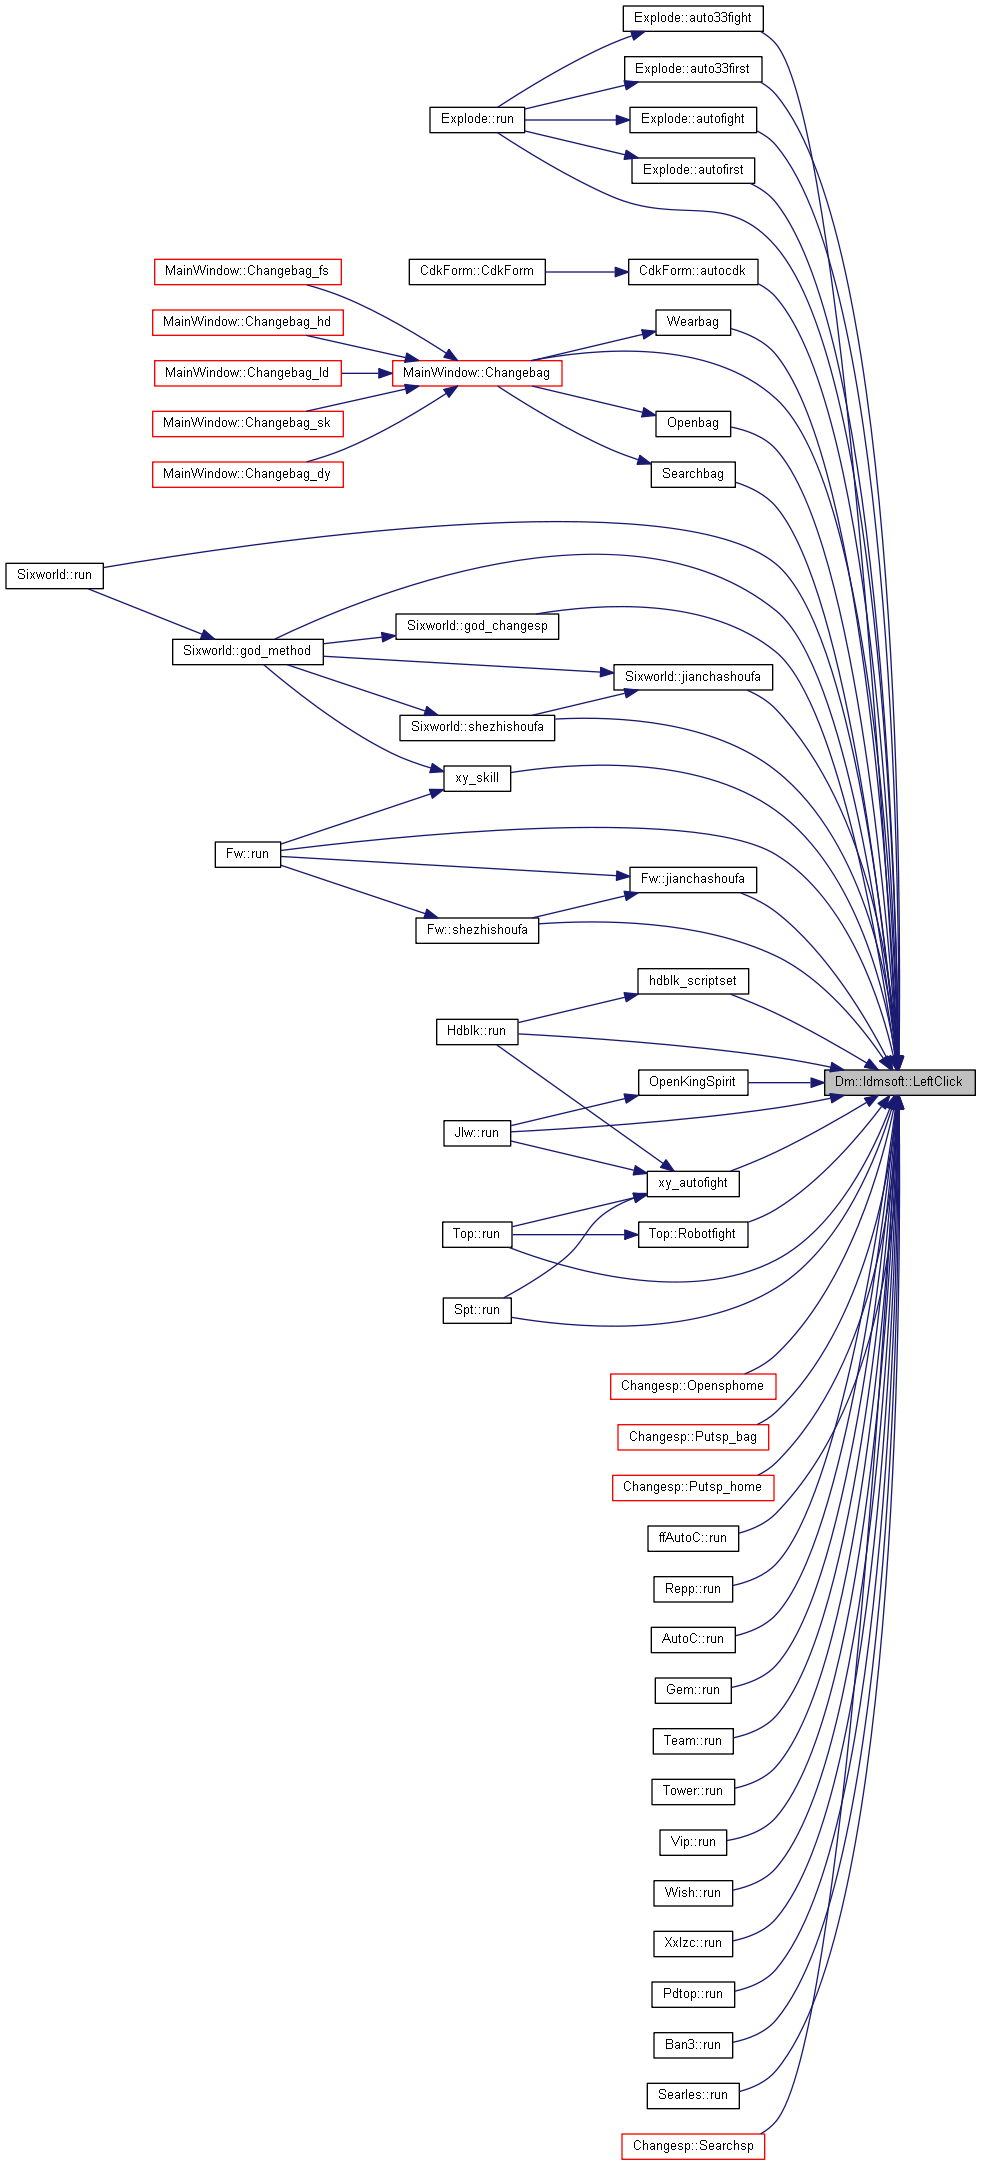 Explode::auto33fight
Explode::auto33first
Explode::run
Explode::autofight
Explode::autofirst
MainWindow::Changebag_fs
CdkForm::CdkForm
CdkForm::autocdk
MainWindow::Changebag_hd
Wearbag
MainWindow::Changebag_ld
MainWindow::Changebag
MainWindow::Changebag_sk
Openbag
MainWindow::Changebag_dy
Searchbag
Sixworld::run
Sixworld::god_changesp
Sixworld::god_method
Sixworld::jianchashoufa
Sixworld::shezhishoufa
xy_skill
Fw::run
Fw::jianchashoufa
Fw::shezhishoufa
hdblk_scriptset
Hdblk::run
OpenKingSpirit
Dm::Idmsoft::LeftClick
Jlw::run
xy_autofight
Top::run
Top::Robotfight
Spt::run
Changesp::Opensphome
Changesp::Putsp_bag
Changesp::Putsp_home
ffAutoC::run
Repp::run
AutoC::run
Gem::run
Team::run
Tower::run
Vip::run
Wish::run
Xxlzc::run
Pdtop::run
Ban3::run
Searles::run
Changesp::Searchsp